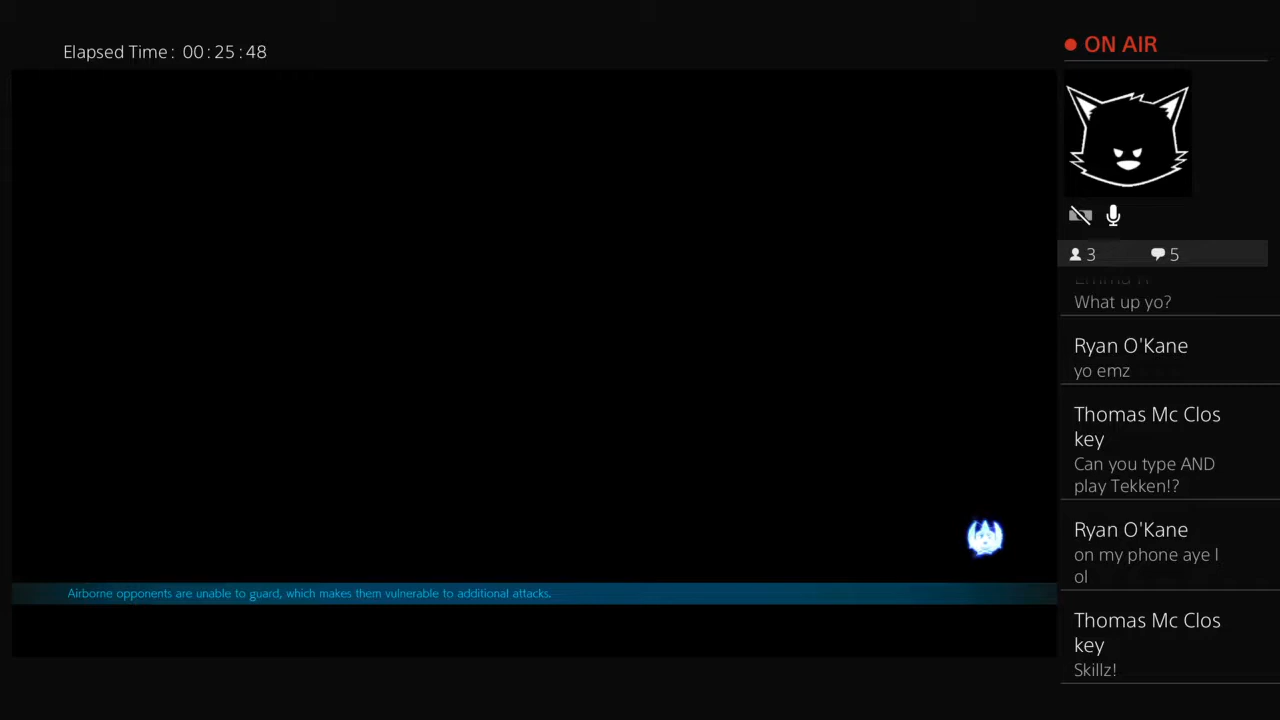 Elapsed Time: 00:25:48
ON AIR
3 5
What up yo?
Ryan O'Kane
yo emz
Thomas Mc Clos
key
Can you type AND
play Tekken!?
Ryan O'Kane
on my phone aye l
ol
Thomas Mc Clos
key
Skillz!
Airborne opponents are unable to guard, which makes them vulnerable to additional attacks.